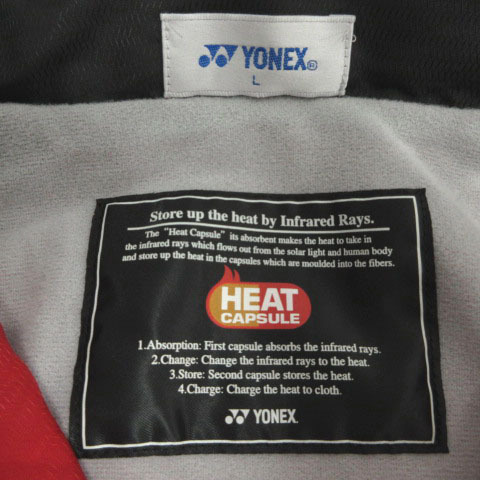 YONEX®
L
Store up the heat by Infrared Rays.
The "Heat Capsule" its absorbent makes the heat to take in
the infrared rays which flows out from the solar light and human body
and store up the heat in the capsules which are moulded into the fibers.
HEAT
CAPSULE
1.Absorption: First capsule absorbs the infrared rays.
2.Change: Change the infrared rays to the heat.
3.Store: Second capsule stores the heat.
4.Charge: Charge the heat to cloth.
YONEX.